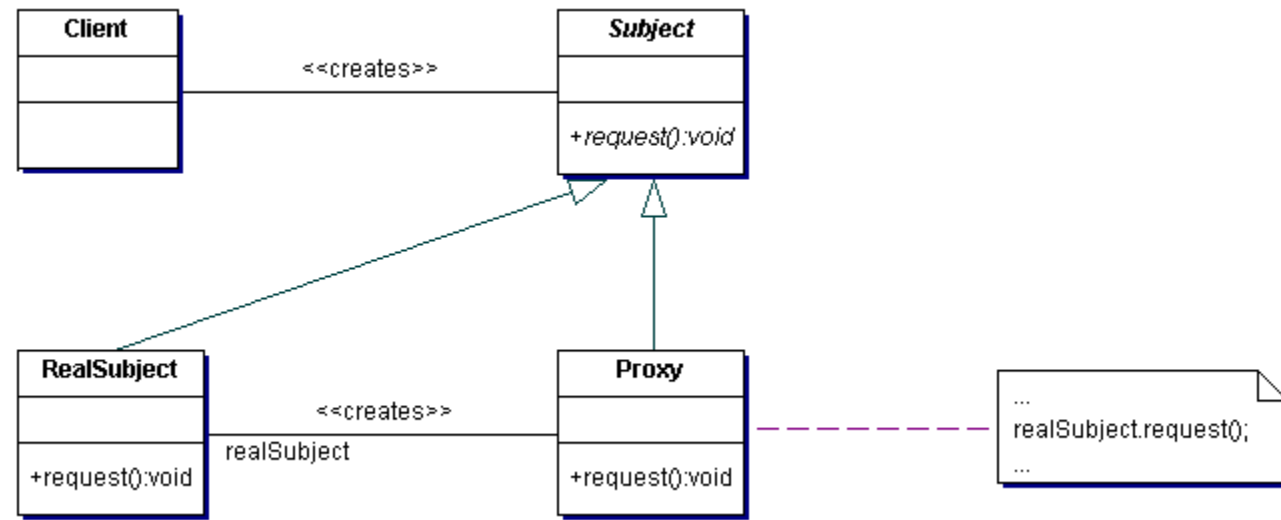 Client
Subject
<<creates>>
+request():void
RealSubject
Proxy
<<creates>>
realSubject
+request():void
+request():void
...
realSubject.request();
...